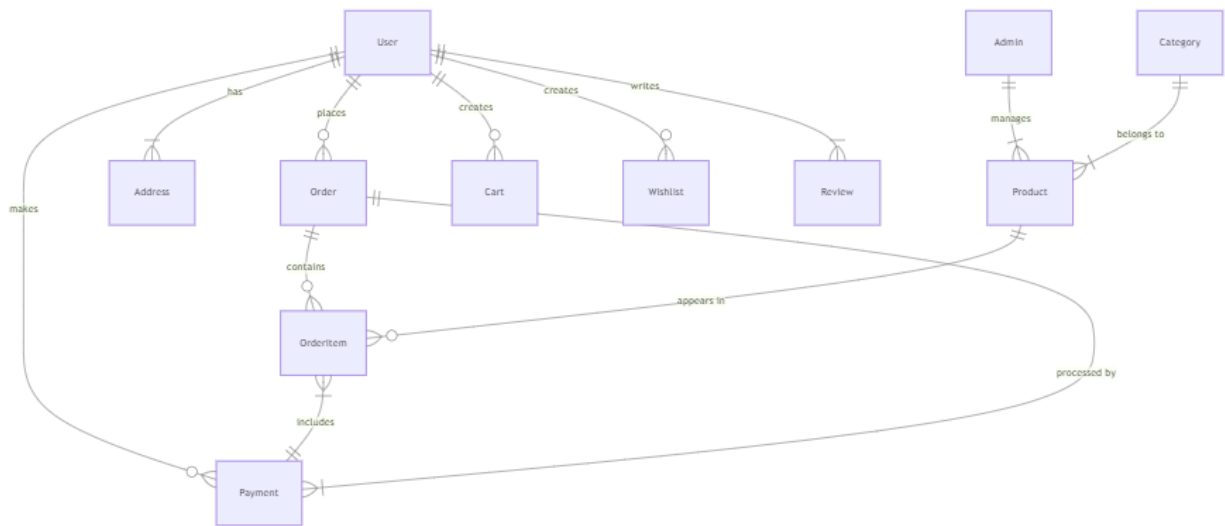 User
Admin
Category
has
places
creates
creates
writes
manages
belongs to
Address
Order
Cart
Wishlist
Review
Product
makes
contains
appears in
OrderItem
processed by
includes
Payment